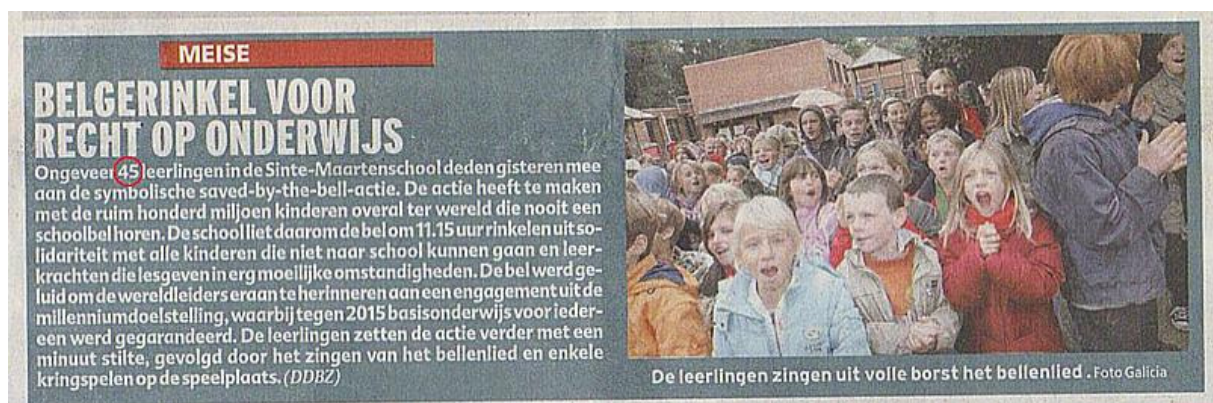 MEISE
BELGERINKEL VOOR
RECHT OP ONDERWIJS
Ongeveer 45 leerlingen in de Sinte-Maartenschool deden gisteren mee
aan de symbolische saved-by-the-bell-actie. De actie heeft te maken
met de ruim honderd miljoen kinderen overal ter wereld die nooit een
schoolbel horen. De school liet daarom de bel om 11.15 uur rinkelen uit so-
lidariteit met alle kinderen die niet naar school kunnen gaan en leer-
krachten die lesgeven in erg moeilijke omstandigheden. De bel werd ge-
luid om de wereldleiders eraan te herinneren aan een engagement uit de
millenniumdoelstelling, waarbij tegen 2015 basisonderwijs voor ieder-
een werd gegarandeerd. De leerlingen zetten de actie verder met een
minuut stilte, gevolgd door het zingen van het bellenlied en enkele
kringspelen op de speelplaats. (DDBZ)
De leerlingen zingen uit volle borst het bellenlied . Foto Galicia